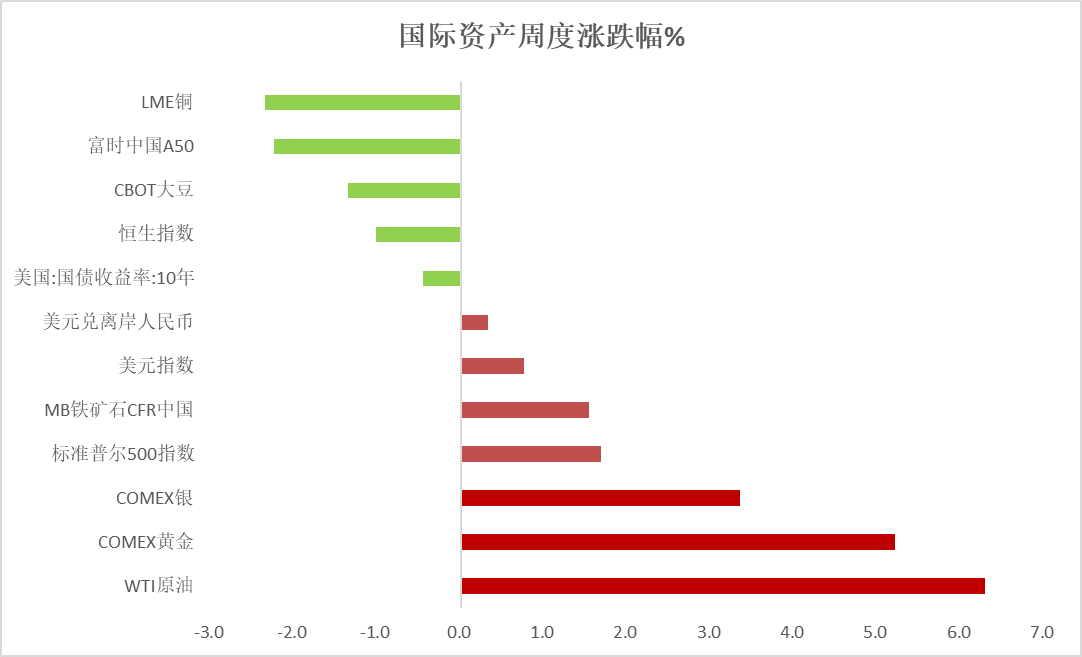 国际资产周度涨跌幅%
LME铜
富时中国A50
CBOT大豆
恒生指数
美国:国债收益率:10年
美元兑离岸人民币
美元指数
MB铁矿石CFR中国
标准普尔500指数
COMEX银
COMEX黄金
WTI原油
-3.0 -2.0 -1.0 0.0 1.0 2.0 3.0 4.0 5.0 6.0 7.0